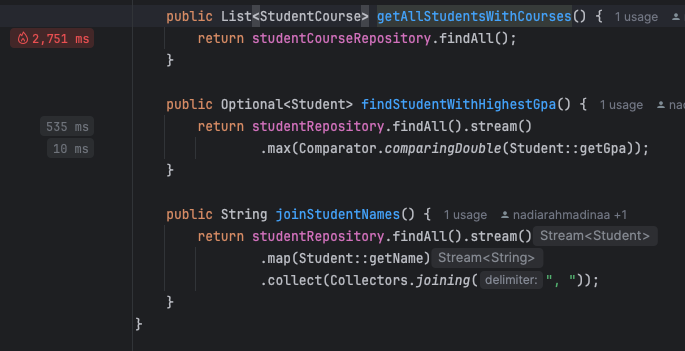 public List<StudentCourse> getAllStudentsWithCourses() { 1 usage
2,751 ms return studentCourseRepository.findAll();
}
public Optional<Student> findStudentWithHighestGpa() { 1 usage
535 ms return studentRepository.findAll().stream()
10 ms .max(Comparator.comparingDouble(Student::getGpa));
}
public String joinStudentNames() { 1 usage nadiarahmadinaa +1
return studentRepository.findAll().stream() Stream<Student>
.map(Student::getName) Stream<String>
.collect(Collectors.joining( delimiter: ", "));
}
}